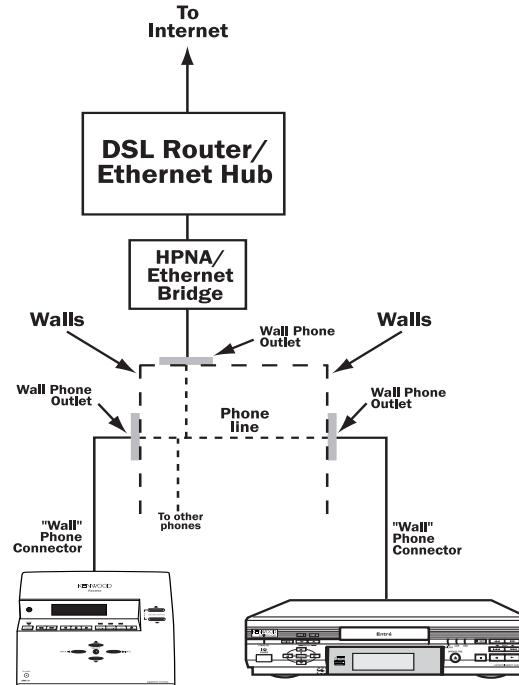 To
Internet
DSL Router/
Ethernet Hub
HPNA/
Ethernet
Bridge
Walls
Wall Phone
Outlet
Walls
Wall Phone
Outlet
Phone
line
Wall Phone
Outlet
To other
phones
"Wall"
Phone
Connector
"Wall"
Phone
Connector
KENWOOD
KENWOOD
Entré